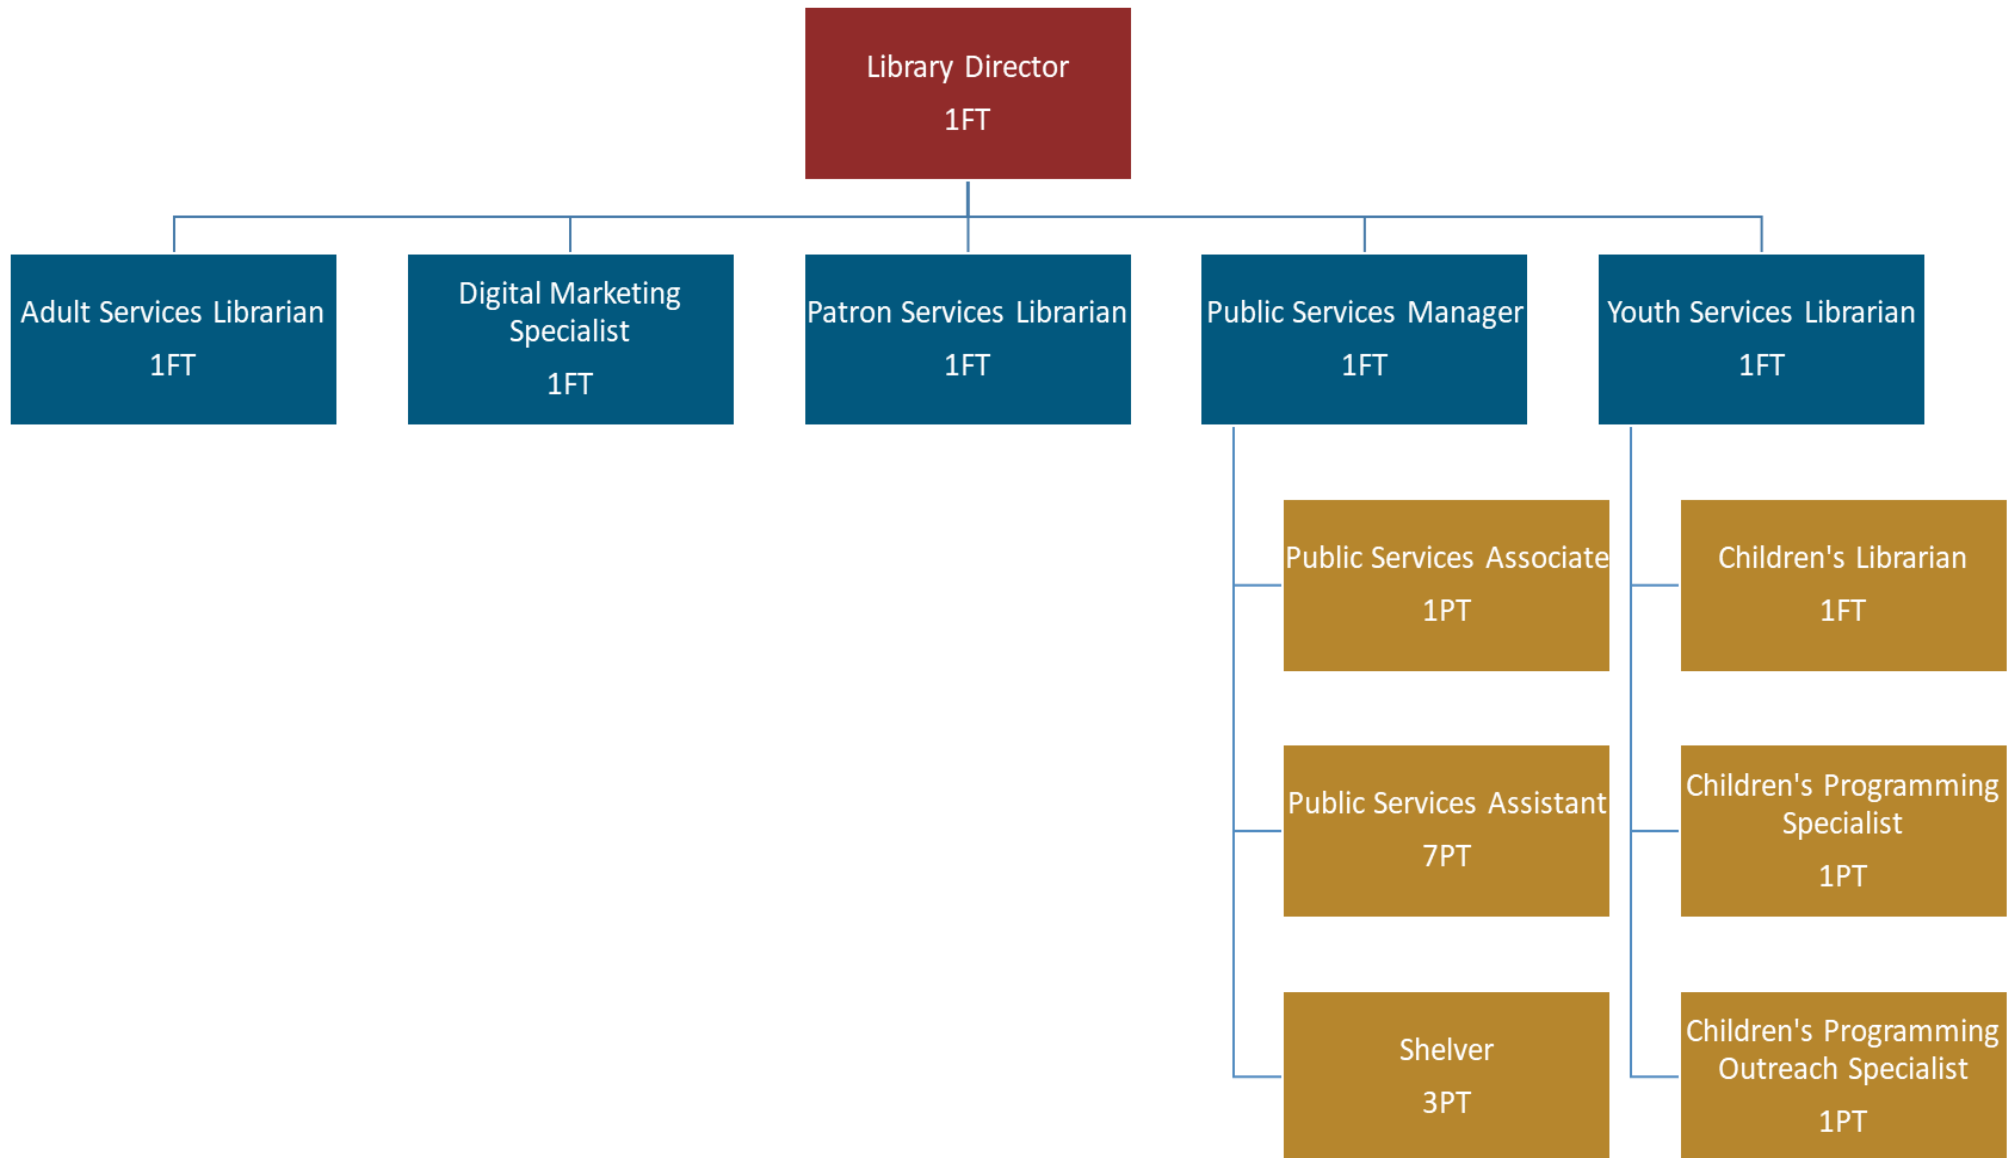 Library Director
1FT
Adult Services Librarian
1FT
Digital Marketing
Specialist
1FT
Patron Services Librarian
1FT
Public Services Manager
1FT
Youth Services Librarian
1FT
Public Services Associate
1PT
Children's Librarian
1FT
Public Services Assistant
7PT
Children's Programming
Specialist
1PT
Shelver
3PT
Children's Programming
Outreach Specialist
1PT